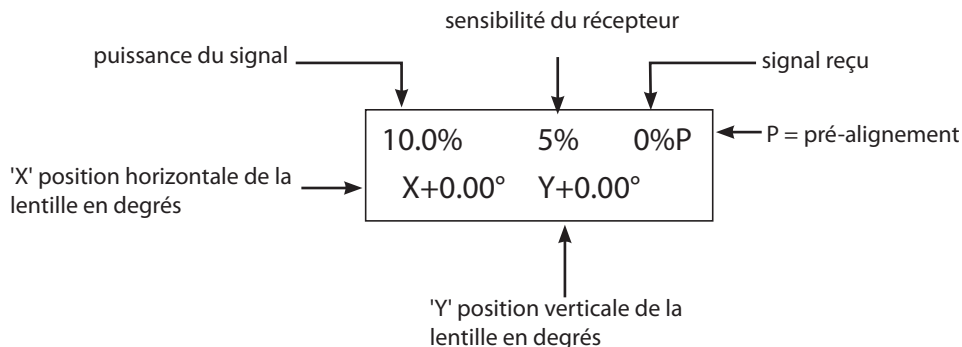 sensibilité du récepteur
puissance du signal
signal reçu
10.0% 5% 0%P
P = pré-alignement
X+0.00° Y+0.00°
'X' position horizontale de la
lentille en degrés
'Y' position verticale de la
lentille en degrés